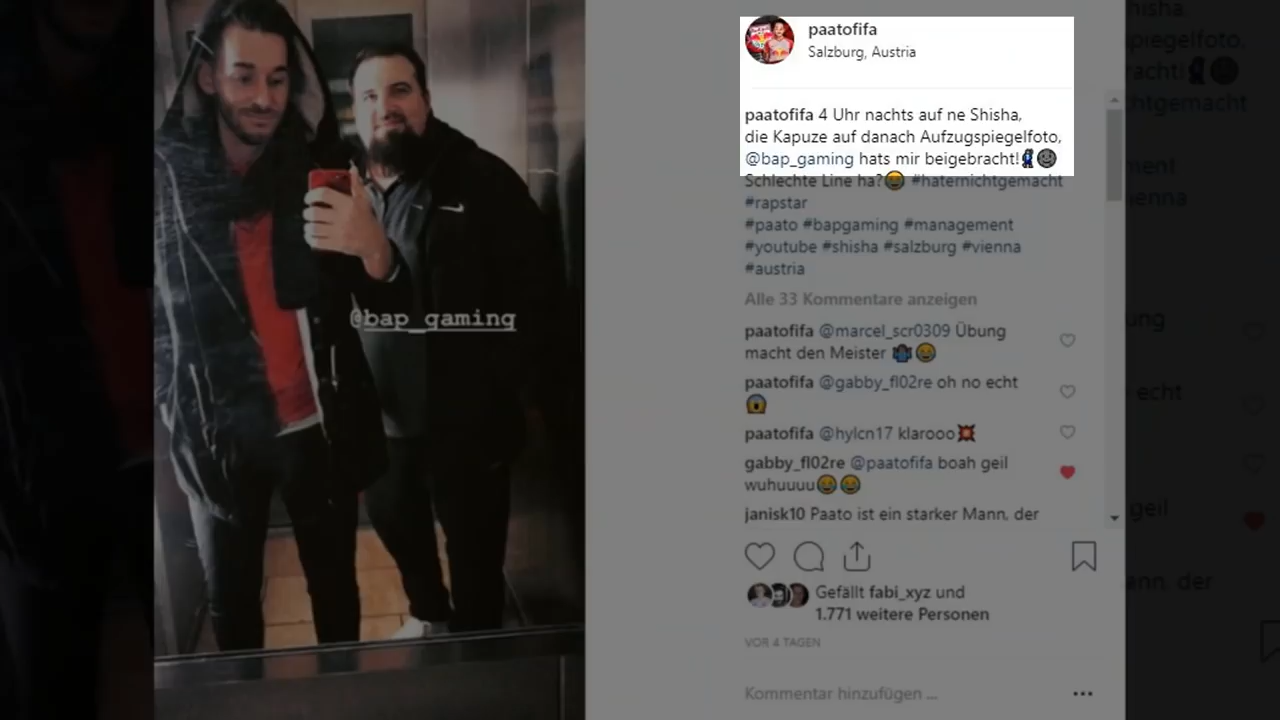 paatofifa
Salzburg, Austria
paatofifa 4 Uhr nachts auf ne Shisha,
die Kapuze auf danach Aufzugspiegelfoto,
@bap_gaming hats mir beigebracht!
Schlechte Line ha?😂 #haternichtgemacht
#rapstar
#paato #bapgaming #management
#youtube #shisha #salzburg #vienna
#austria
Alle 33 Kommentare anzeigen
paatofifa @marcel_scr0309 Übung
macht den Meister 🤷🏿‍♂️😂
paatofifa @gabby_fl02re oh no echt
😱
paatofifa @hylcn17 klarooo💥
gabby_fl02re @paatofifa boah geil
wuhuuuu😂😂
janisk10 Paato ist ein starker Mann, der
Gefällt fabi_xyz und
1.771 weitere Personen
VOR 4 TAGEN
Kommentar hinzufügen ...
@bap_gaming